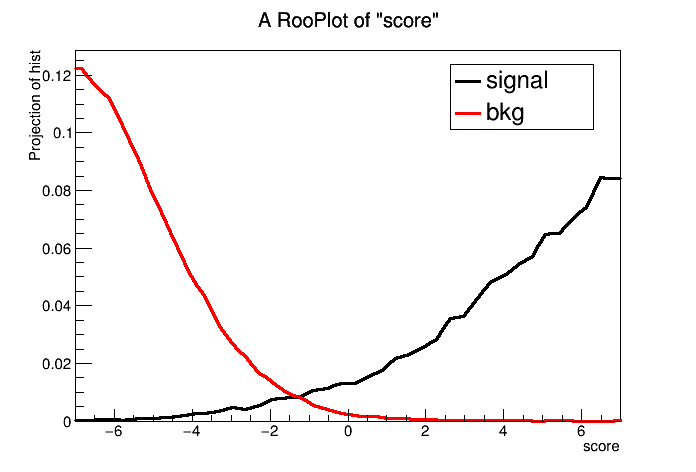 A RooPlot of "score"
Projection of hist
signal
bkg
0.12
0.1
0.08
0.06
0.04
0.02
0
−6 −4 −2 0 2 4 6
score